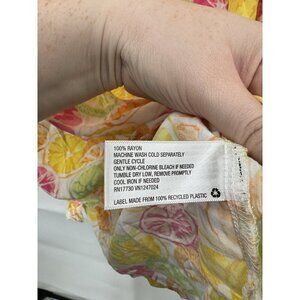 100% RAYON
MACHINE WASH COLD SEPARATELY
GENTLE CYCLE
ONLY NON-CHLORINE BLEACH IF NEEDED
TUMBLE DRY LOW, REMOVE PROMPTLY
COOL IRON IF NEEDED
RN17730 VN1247024
LABEL MADE FROM 100% RECYCLED PLASTIC